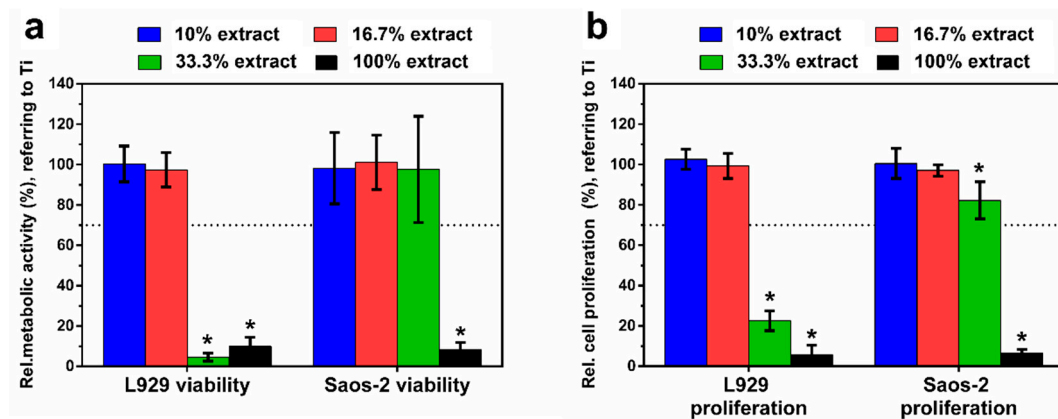 a
10% extract
16.7% extract
33.3% extract
100% extract
Rel.metabolic activity (%), referring to Ti
140
120
100
80
60
40
20
0
*
*
*
L929 viability
Saos-2 viability
b
10% extract
16.7% extract
33.3% extract
100% extract
Rel. cell proliferation (%), referring to Ti
140
120
100
80
60
40
20
0
*
*
*
*
L929
proliferation
Saos-2
proliferation